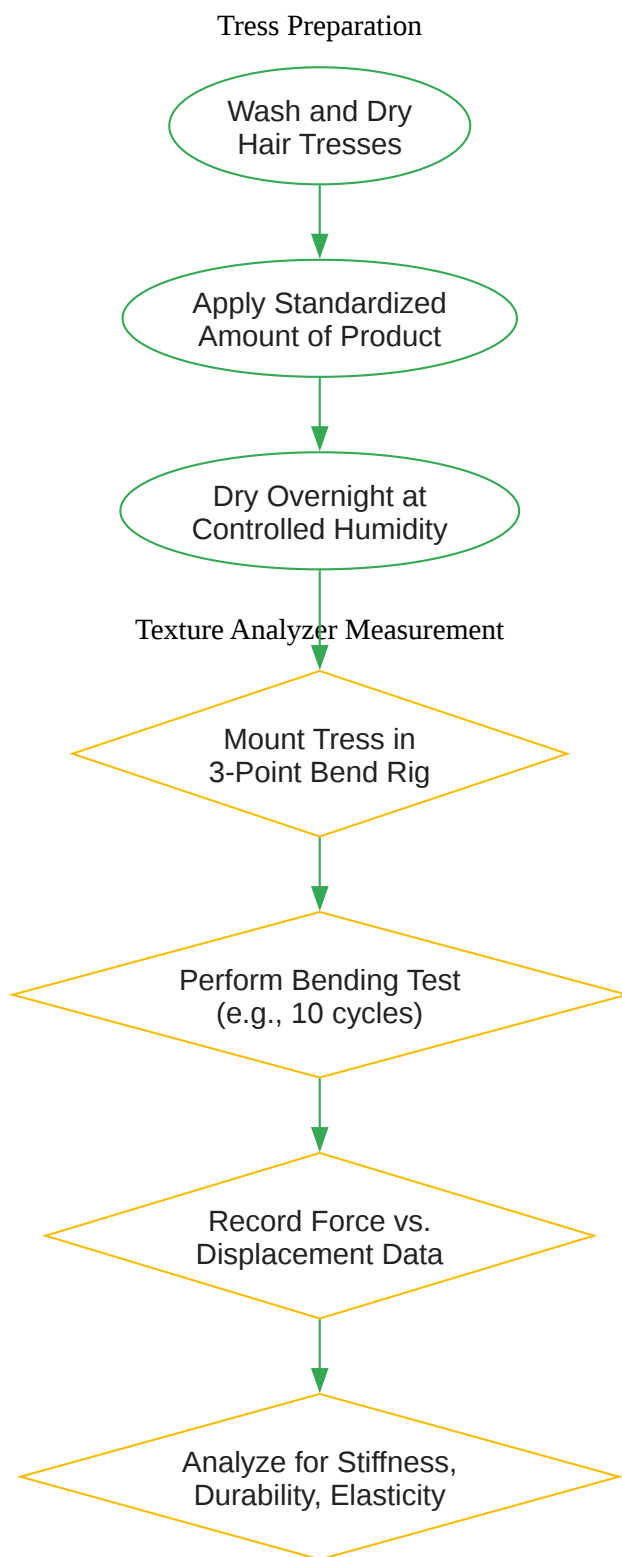 Tress Preparation
Wash and Dry
Hair Tresses
Apply Standardized
Amount of Product
Dry Overnight at
Controlled Humidity
Texture Analyzer Measurement
Mount Tress in
3-Point Bend Rig
Perform Bending Test
(e.g., 10 cycles)
Record Force vs.
Displacement Data
Analyze for Stiffness,
Durability, Elasticity